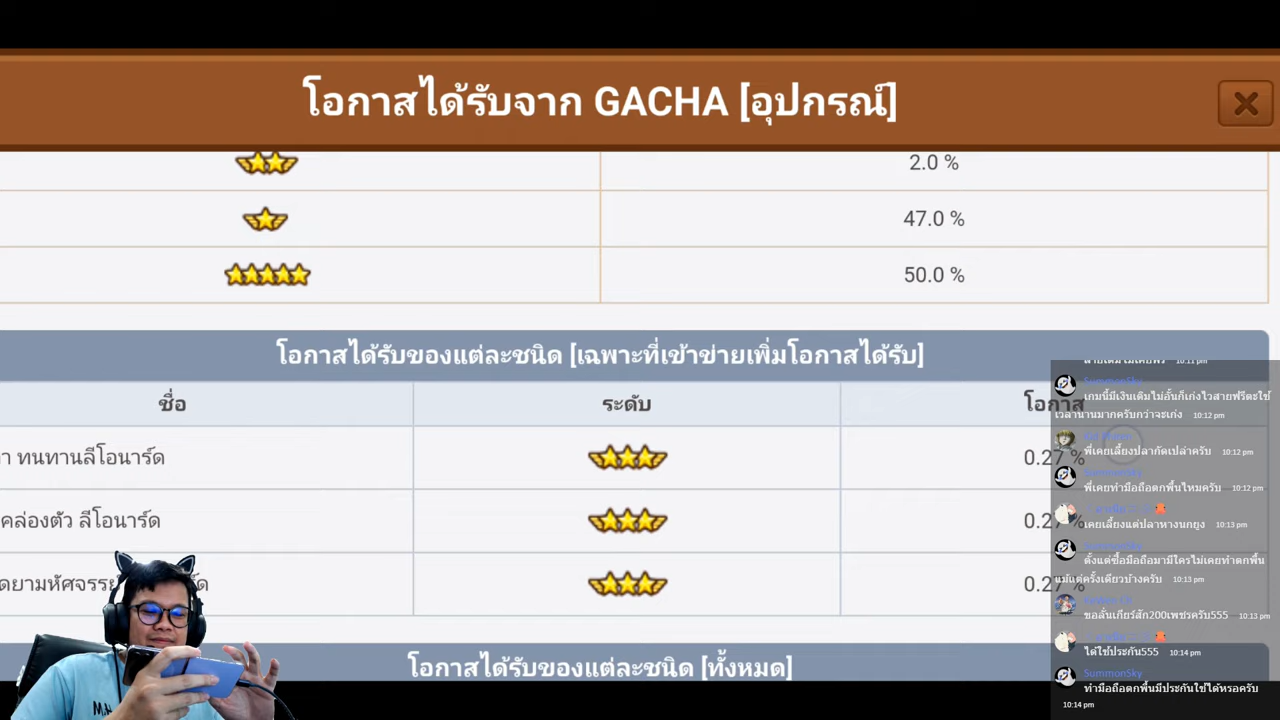 โอกาสได้รับจาก GACHA [อุปกรณ์]
2.0 %
47.0 %
50.0 %
โอกาสได้รับของแต่ละชนิด [เฉพาะที่เข้าข่ายเพิ่มโอกาสได้รับ]
ชื่อ ระดับ โอกาส
ทนทานลีโอนาร์ด 0.27 %
คล่องตัว ลีโอนาร์ด
0.27 %
โอกาสได้รับของแต่ละชนิด [ทั้งหมด]
10:11 pm
SummonSky
เกมนี้มีเงินเติมไม่อั้นก็เก่งไวสายฟรีตะใช้
เวลานานมากครับกว่าจะเก่ง 10:12 pm
พี่เคยเลี้ยงปลากัดเปล่าครับ 10:12 pm
SummonSky
พี่เคยทำมือถือตกพื้นไหมครับ 10:12 pm
เคยเลี้ยงแต่ปลาหางนกยูง 10:13 pm
SummonSky
ตั้งแต่ซื้อมือถือมามีใครไม่เคยทำตกพื้น
แม้แต่ครั้งเดียวบ้างครับ 10:13 pm
ขอลั่นเกียร์สัก200เพชรครับ555 10:13 pm
ได้ใช้ประกัน555 10:14 pm
SummonSky
ทำมือถือตกพื้นมีประกันใช้ได้หรอครับ
10:14 pm